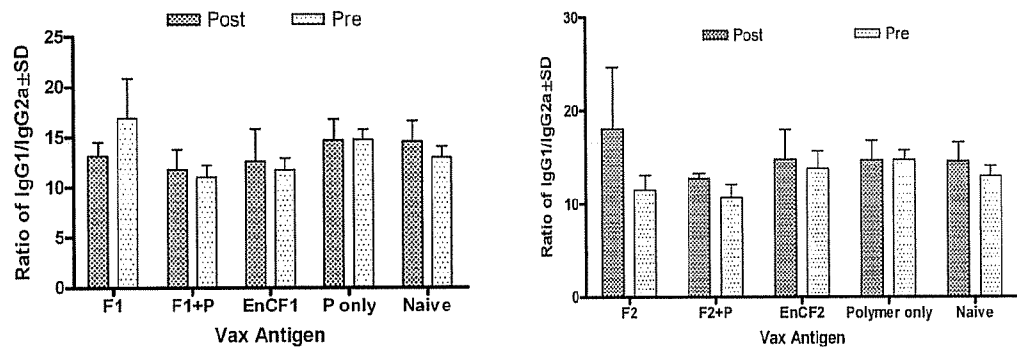 Post Pre
25
20
15
10
5
0
Ratio of IgG1/IgG2a±SD
F1 F1+P EnCF1 P only Naive
Vax Antigen
30
Post Pre
20
10
0
Ratio of IgG1/IgG2a±SD
F2 F2+P EnCF2 Polymer only Naive
Vax Antigen